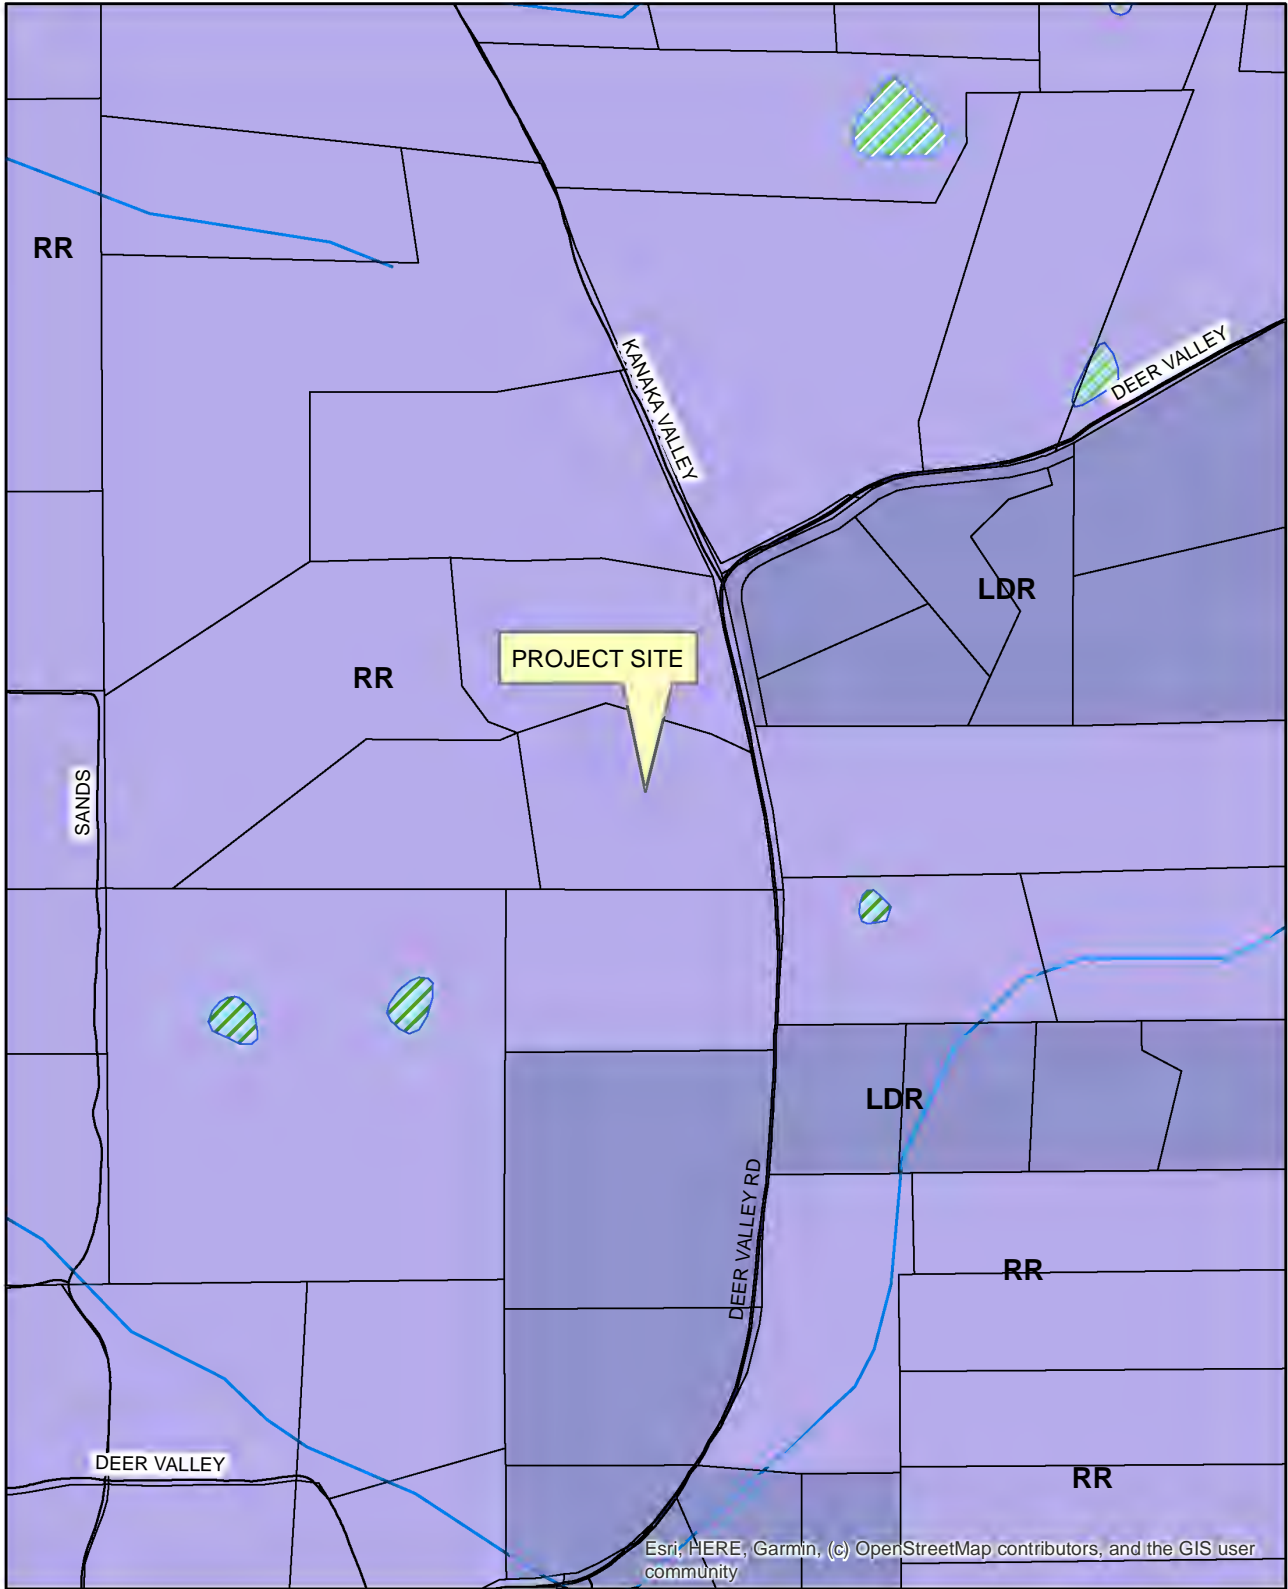 RR
KANAKA VALLEY
DEER VALLEY
LDR
PROJECT SITE
RR
SANDS
LDR
DEER VALLEY RD
RR
DEER VALLEY
RR
Esri, HERE, Garmin, (c) OpenStreetMap contributors, and the GIS user
community